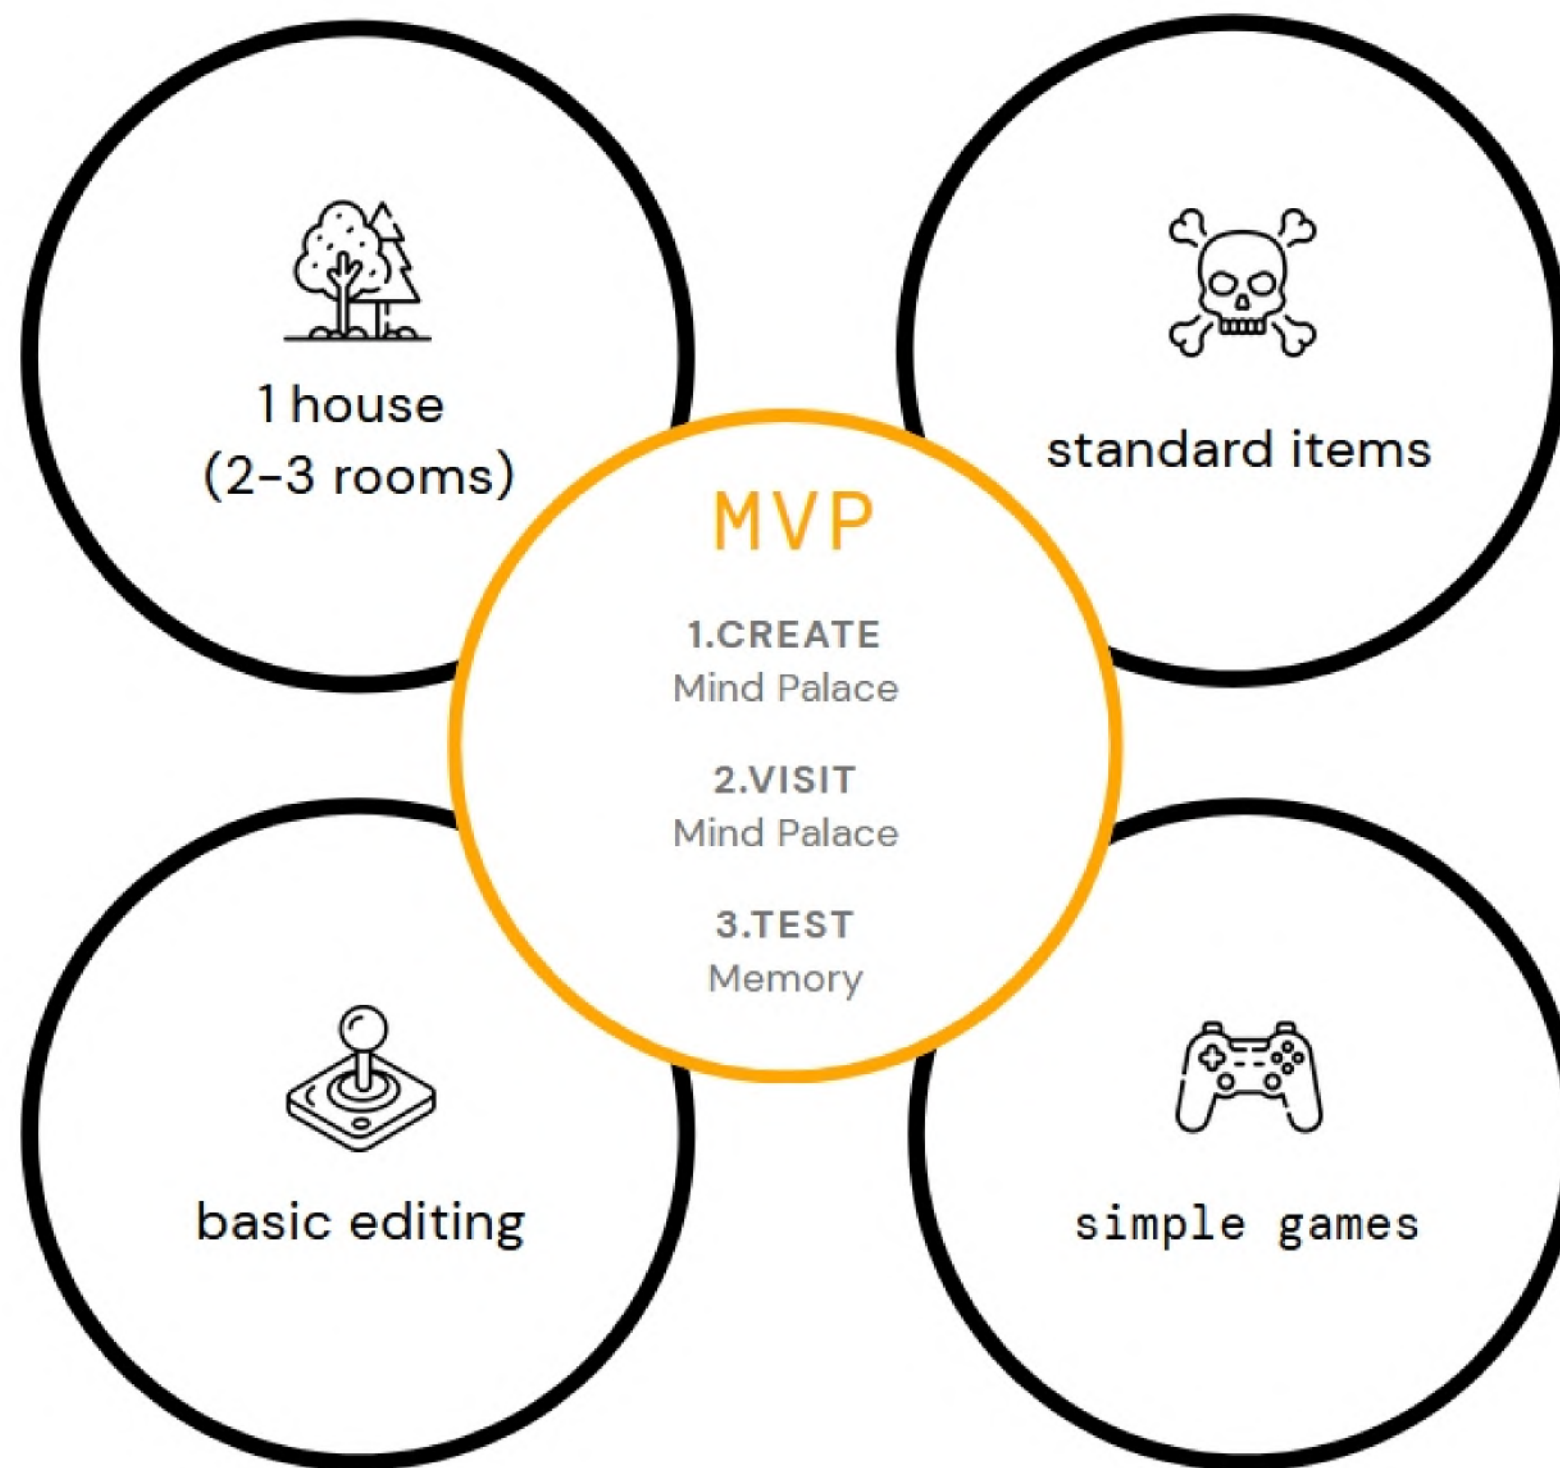 1 house
(2-3 rooms)
standard items
MVP
1.CREATE
Mind Palace
2.VISIT
Mind Palace
3.TEST
Memory
basic editing
simple games